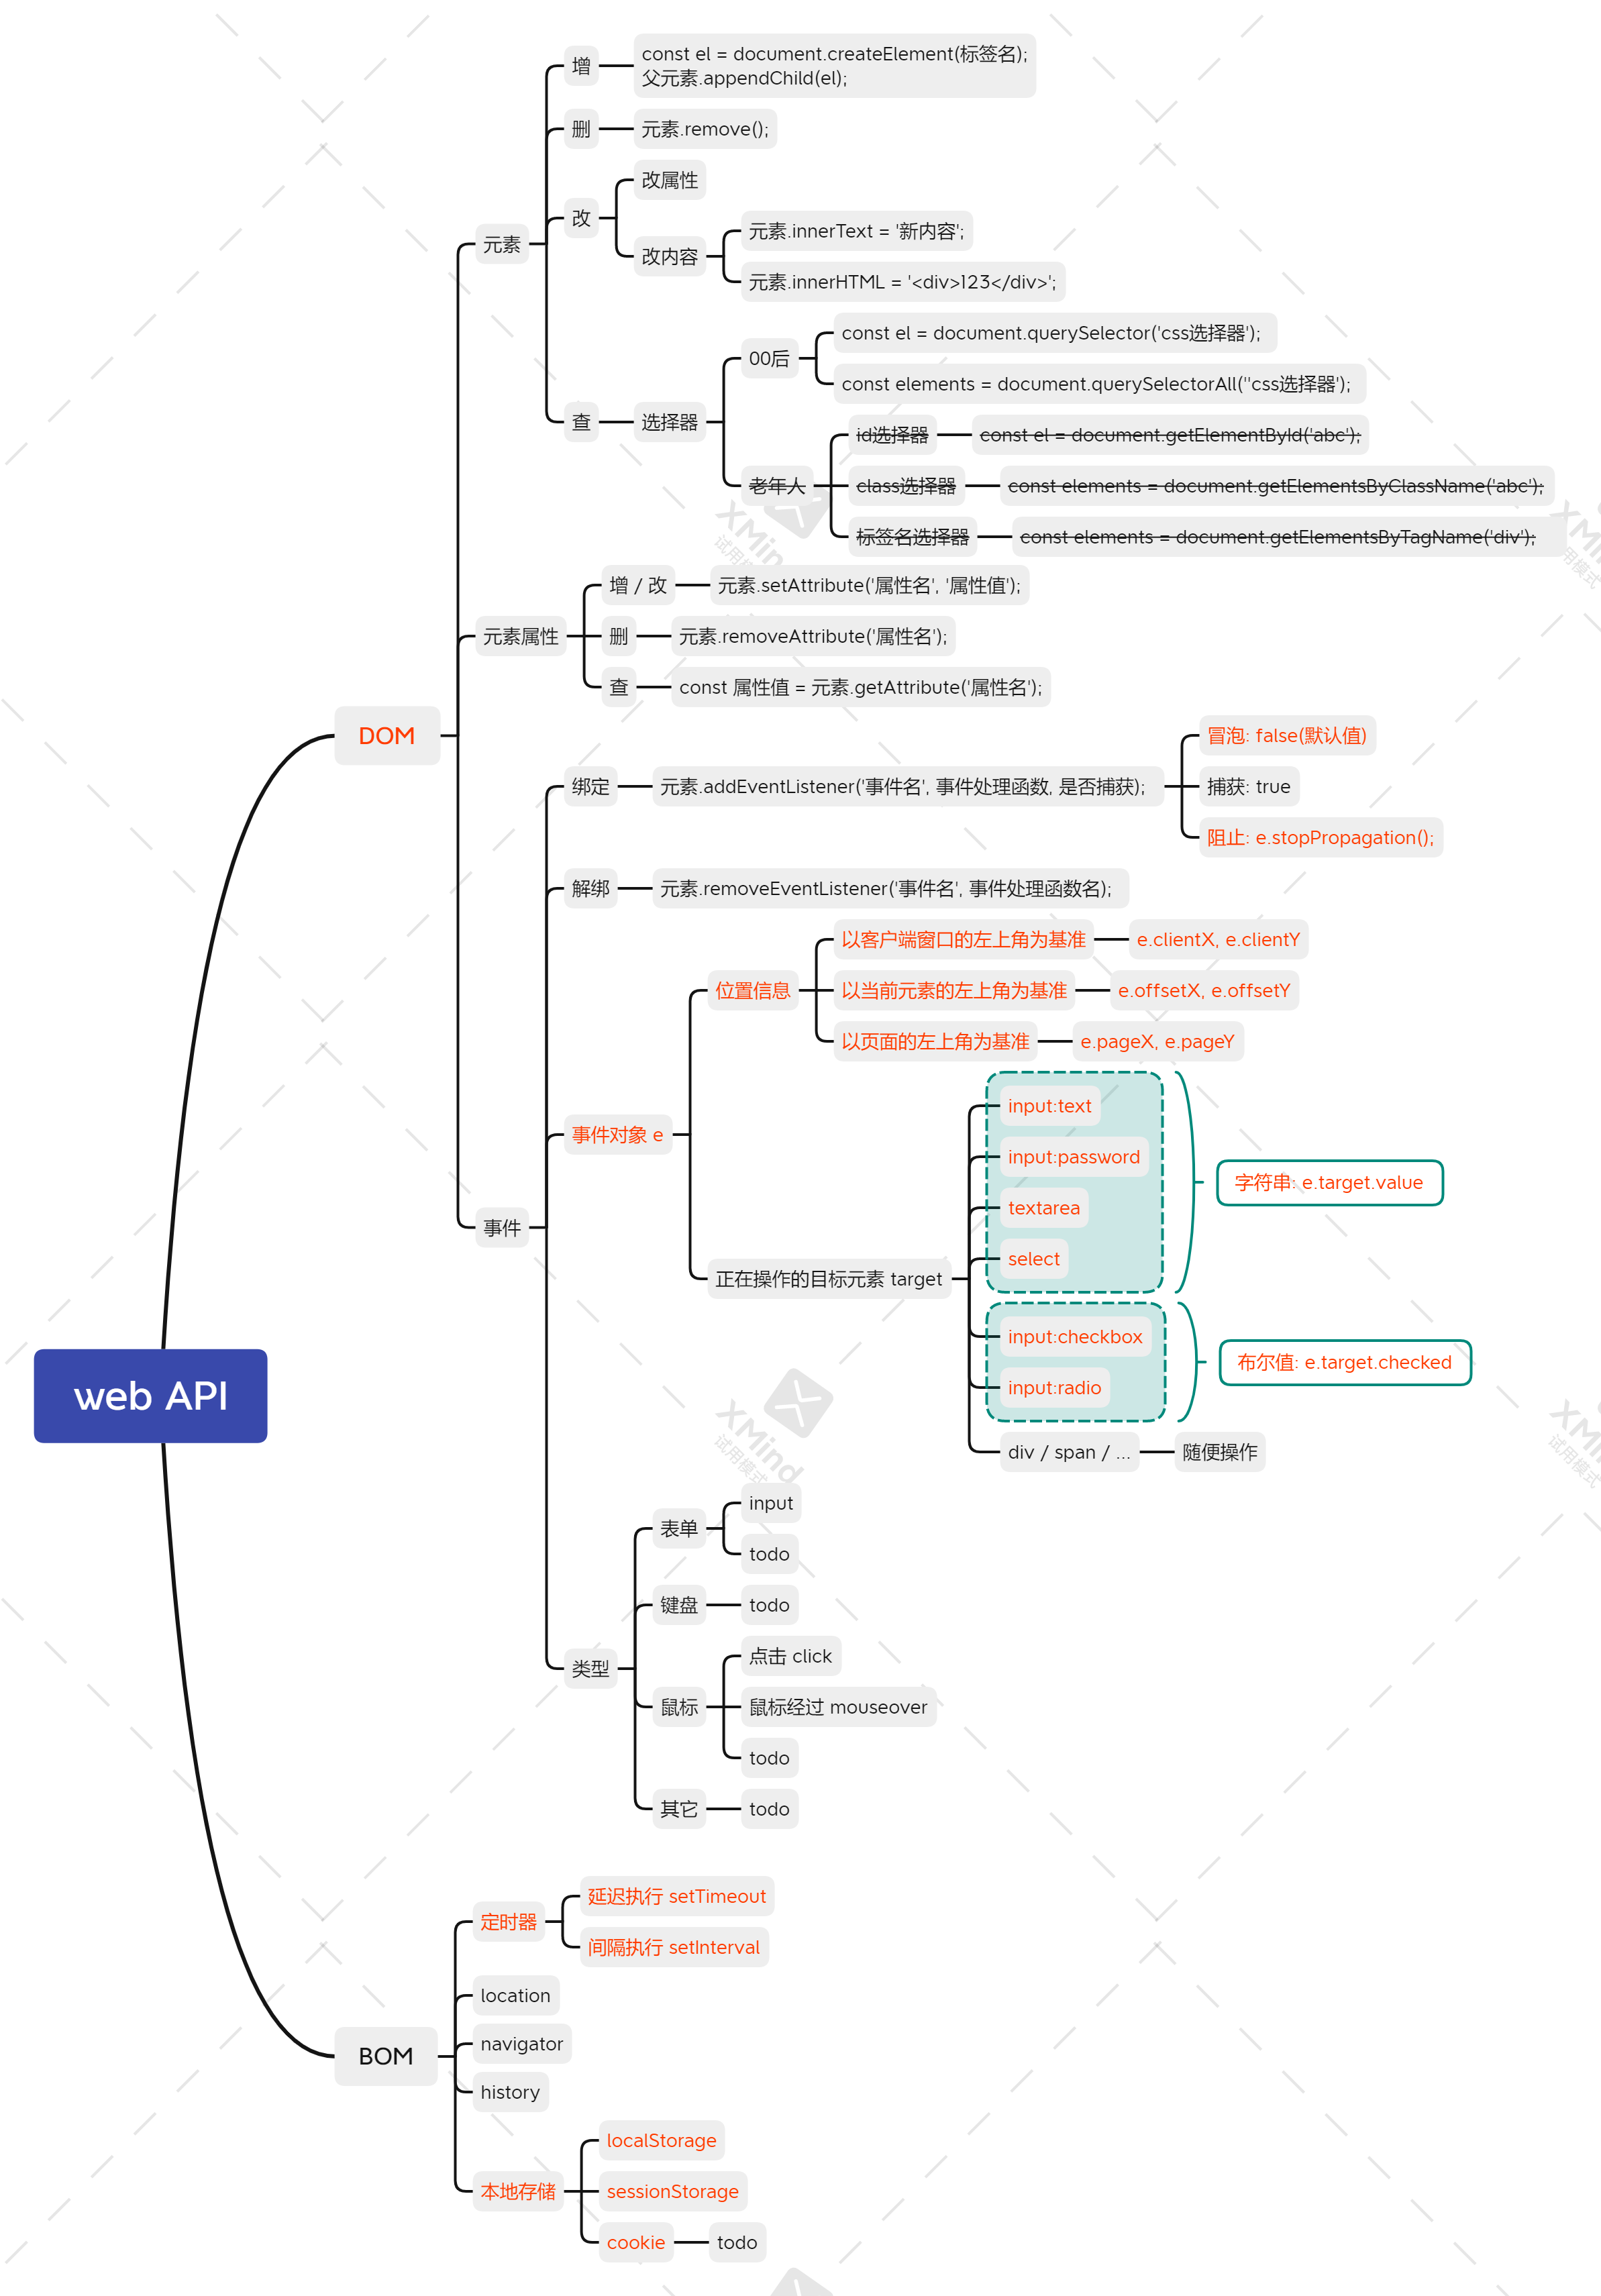 web API
DOM
元素
增
const el = document.createElement(标签名);
父元素.appendChild(el);
删
元素.remove();
改
改属性
改内容
元素.innerText = '新内容';
元素.innerHTML = '<div>123</div>';
查
选择器
00后
const el = document.querySelector('css选择器');
const elements = document.querySelectorAll(''css选择器');
老年人
id选择器
const el = document.getElementById('abc');
class选择器
const elements = document.getElementsByClassName('abc');
标签名选择器
const elements = document.getElementsByTagName('div');
元素属性
增 / 改
元素.setAttribute('属性名', '属性值');
删
元素.removeAttribute('属性名');
查
const 属性值 = 元素.getAttribute('属性名');
事件
绑定
元素.addEventListener('事件名', 事件处理函数, 是否捕获);
冒泡: false(默认值)
捕获: true
阻止: e.stopPropagation();
解绑
元素.removeEventListener('事件名', 事件处理函数名);
事件对象 e
位置信息
以客户端窗口的左上角为基准
e.clientX, e.clientY
以当前元素的左上角为基准
e.offsetX, e.offsetY
以页面的左上角为基准
e.pageX, e.pageY
正在操作的目标元素 target
input:text
input:password
textarea
select
字符串: e.target.value
input:checkbox
input:radio
布尔值: e.target.checked
div / span / ...
随便操作
类型
表单
input
todo
键盘
todo
鼠标
点击 click
鼠标经过 mouseover
todo
其它
todo
BOM
定时器
延迟执行 setTimeout
间隔执行 setInterval
location
navigator
history
本地存储
localStorage
sessionStorage
cookie
todo
XMind
试用模式